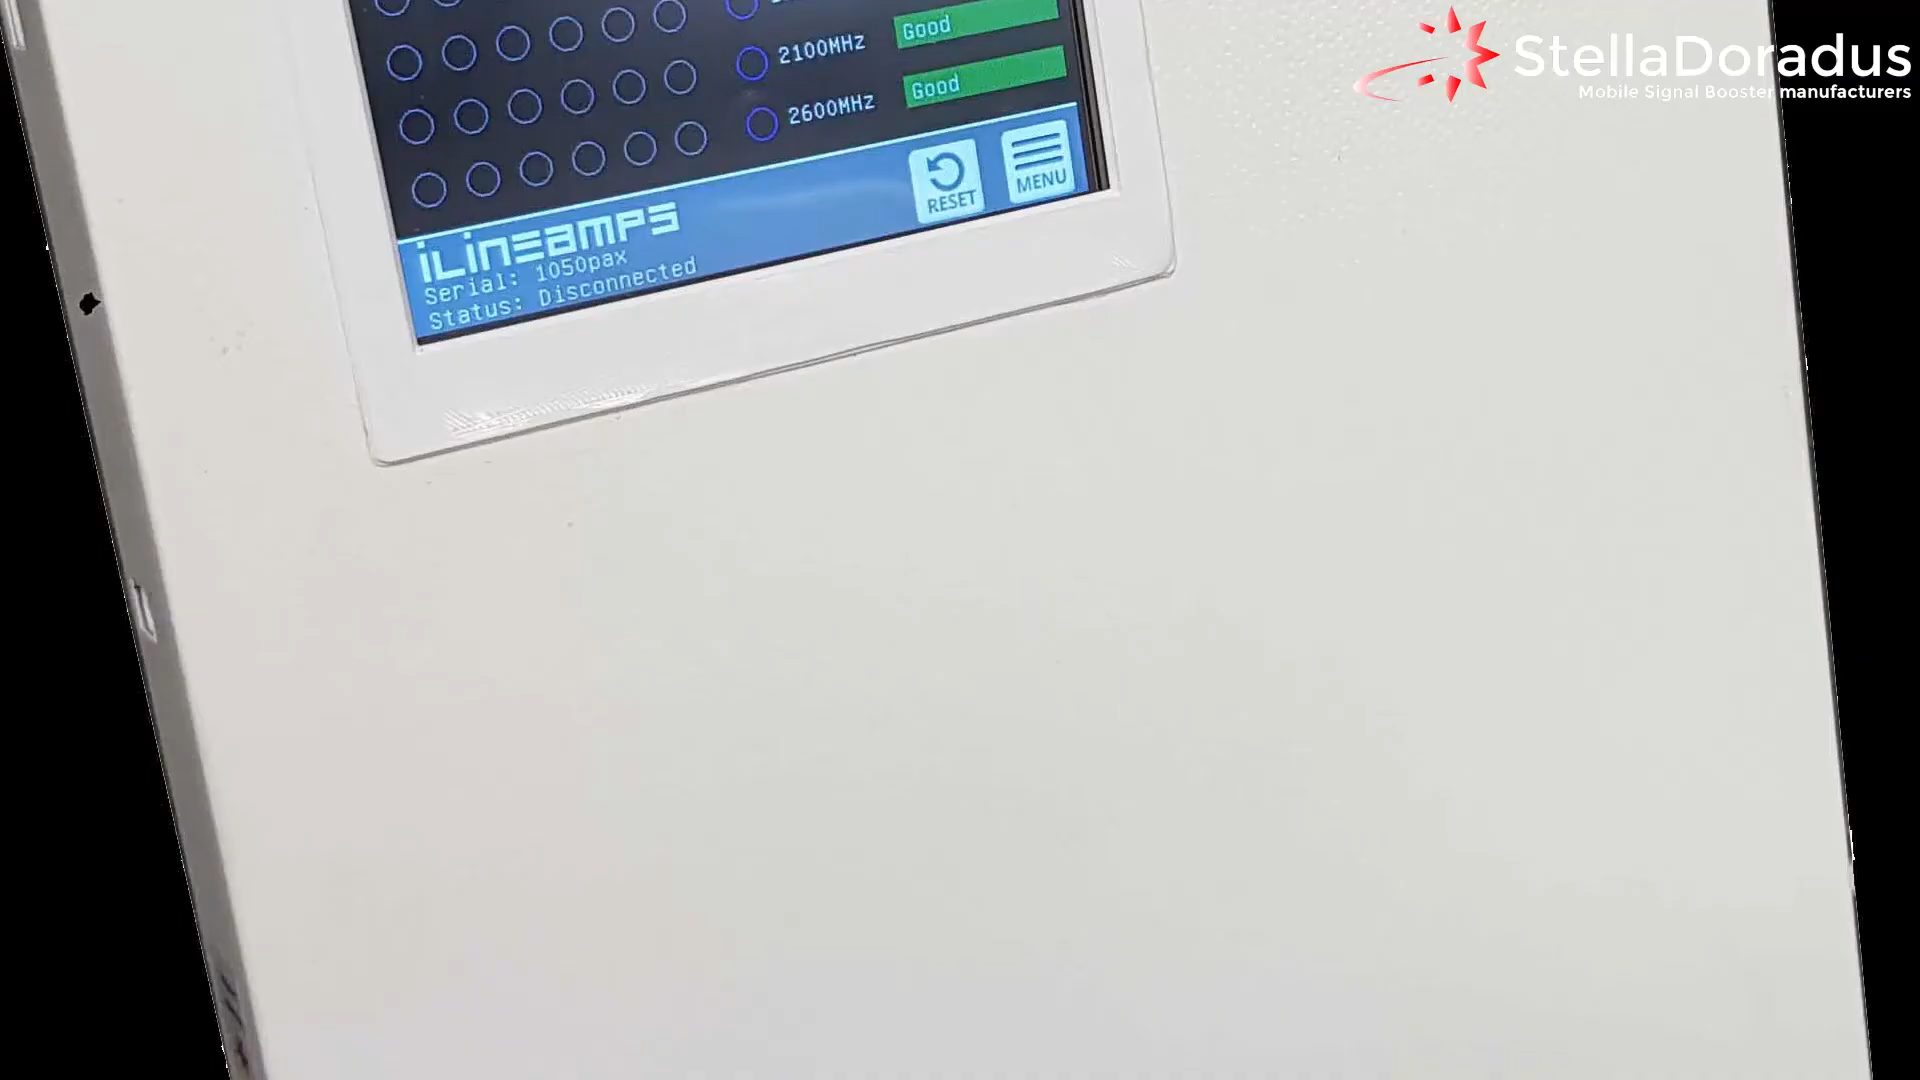 StellaDoradus
Mobile Signal Booster manufacturers
2100MHz
Good
2600MHz
Good
RESET
MENU
iLineamps
Serial: 1050pax
Status: Disconnected